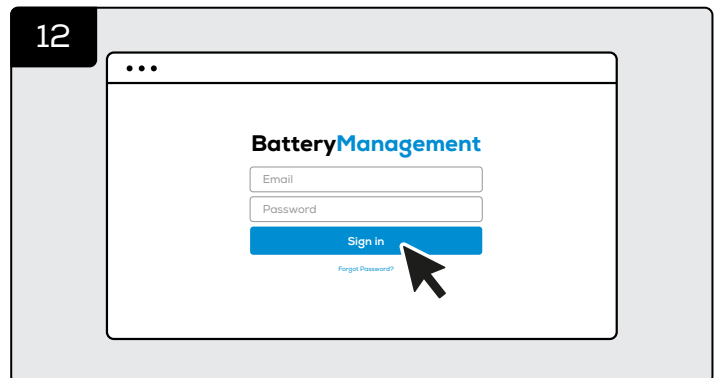 12
BatteryManagement
Email
Password
Sign in
Forgot Password?